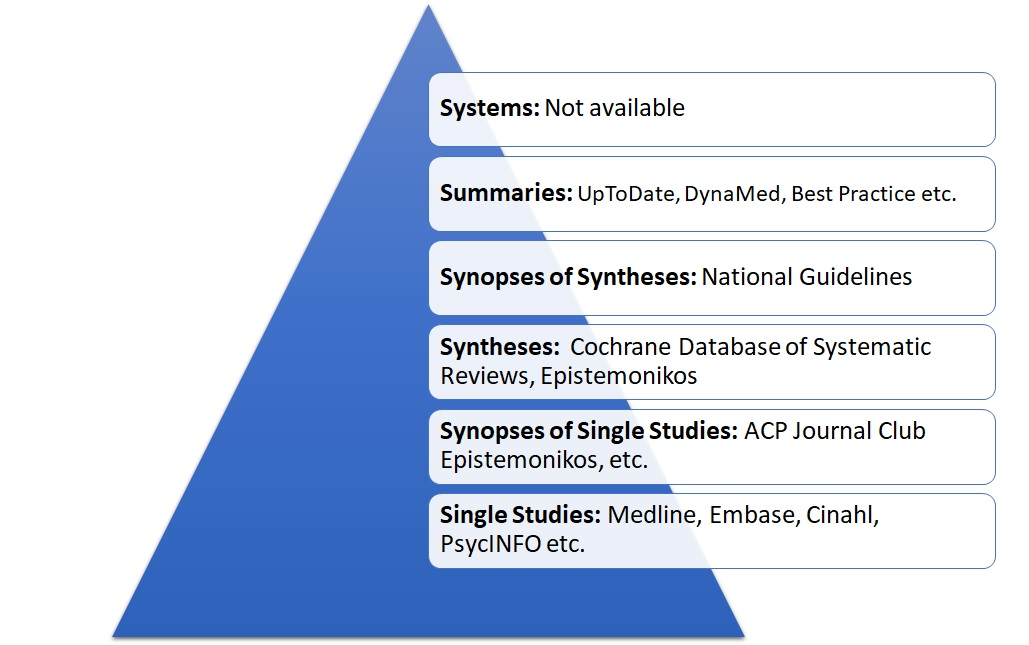 Systems: Not available
Summaries: UpToDate, DynaMed, Best Practice etc.
Synopses of Syntheses: National Guidelines
Syntheses: Cochrane Database of Systematic
Reviews, Epistemonikos
Synopses of Single Studies: ACP Journal Club
Epistemonikos, etc.
Single Studies: Medline, Embase, Cinahl,
PsycINFO etc.